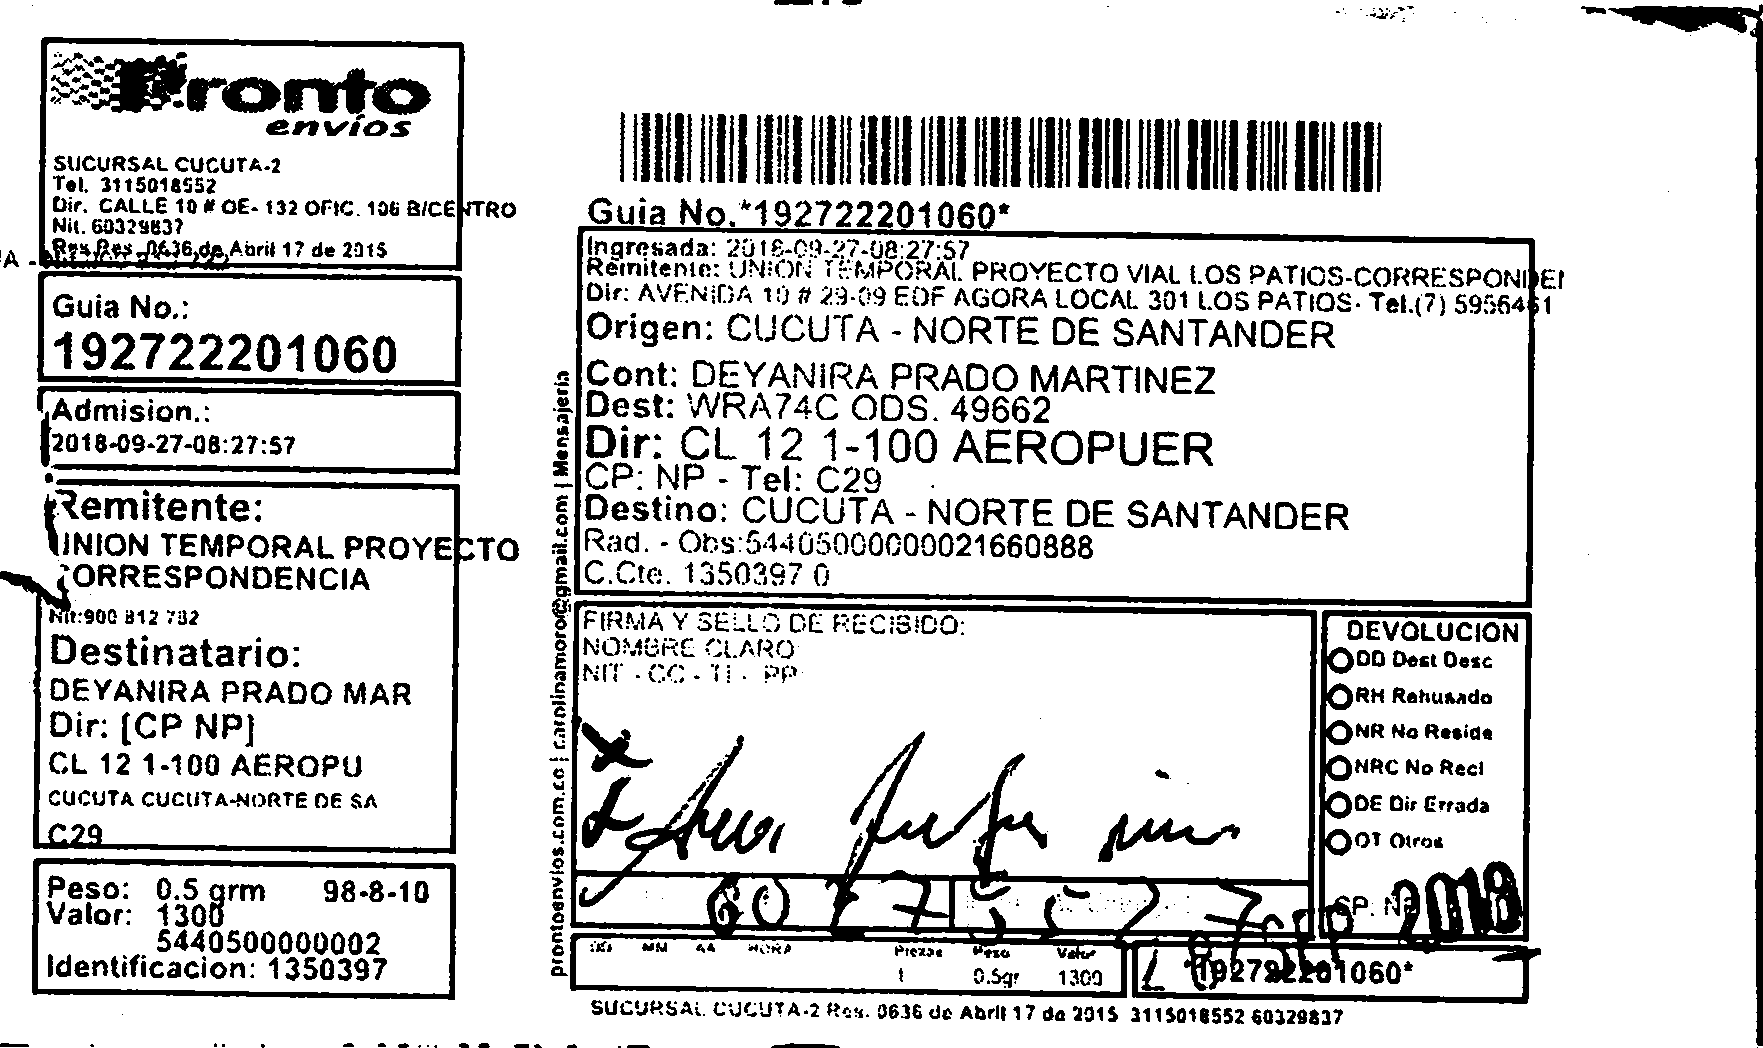 Pronto
envíos
SUCURSAL CUCUTA-2
Tel. 3115018552
Dir. CALLE 10 # OE- 132 OFIC. 106 B/CENTRO
Nit. 60329837
Res Res. 0636 de Abril 17 de 2015
Guia No.:
192722201060
Admision.:
2018-09-27-08:27:57
Remitente:
UNION TEMPORAL PROYECTO
CORRESPONDENCIA
Nit:900 812 782
Destinatario:
DEYANIRA PRADO MAR
Dir: [CP NP]
CL 12 1-100 AEROPU
CUCUTA CUCUTA-NORTE DE SA
C29
Peso: 0.5 grm 98-8-10
Valor: 1300
5440500000002
Identificacion: 1350397
prontoenvios.com.co | carolinamoro@gmail.com | Mensajeria
Guia No.*192722201060*
Ingresada: 2018-09-27-08:27:57
Remitente: UNION TEMPORAL PROYECTO VIAL LOS PATIOS-CORRESPONDEN
Dir: AVENIDA 10 # 29-09 EDF AGORA LOCAL 301 LOS PATIOS- Tel.(7) 5956461
Origen: CUCUTA - NORTE DE SANTANDER
Cont: DEYANIRA PRADO MARTINEZ
Dest: WRA74C ODS. 49662
Dir: CL 12 1-100 AEROPUER
CP: NP - Tel: C29
Destino: CUCUTA - NORTE DE SANTANDER
Rad. - Obs:54405000000021660888
C.Cte. 1350397 0
FIRMA Y SELLO DE RECIBIDO:
NOMBRE CLARO
NIT - CC - TI - PP
DEVOLUCION
DD Dest Desc
RH Rehusado
NR No Reside
NRC No Recl
DE Dir Errada
OT Otros
2018
DD MM AA HORA Piezas Peso Valor
1 0.5gr 1300
*192722201060*
SUCURSAL CUCUTA-2 Res. 0636 de Abril 17 de 2015 3115018552 60329837